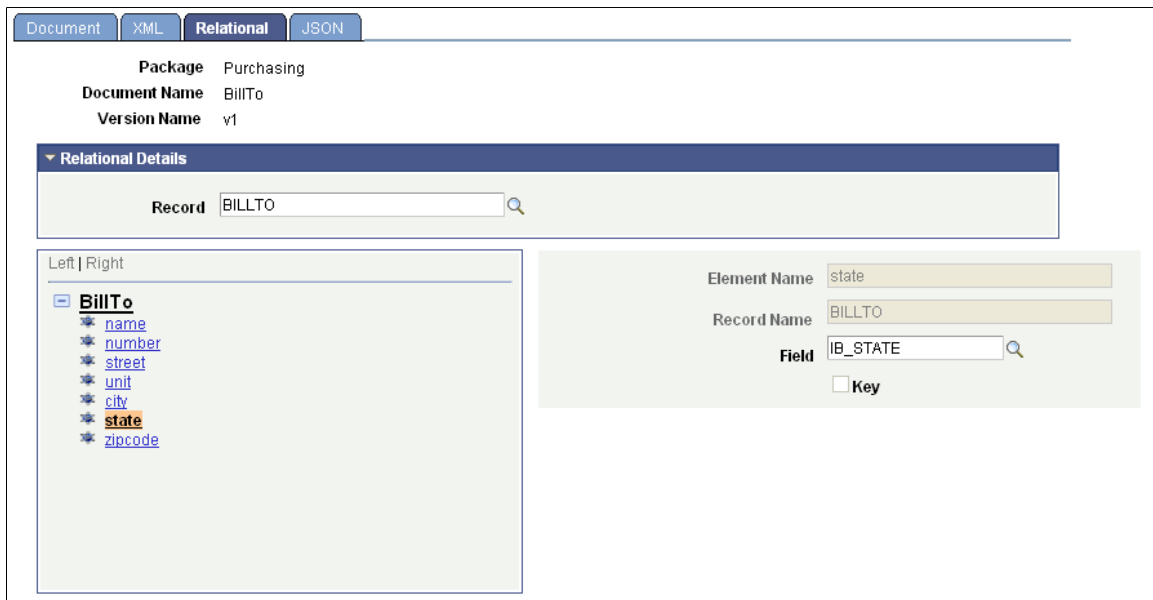 Document XML Relational JSON
Package Purchasing
Document Name BillTo
Version Name v1
Relational Details
Record BILLTO
Left | Right
BillTo
name
number
street
unit
city
state
zipcode
Element Name state
Record Name BILLTO
Field IB_STATE
Key